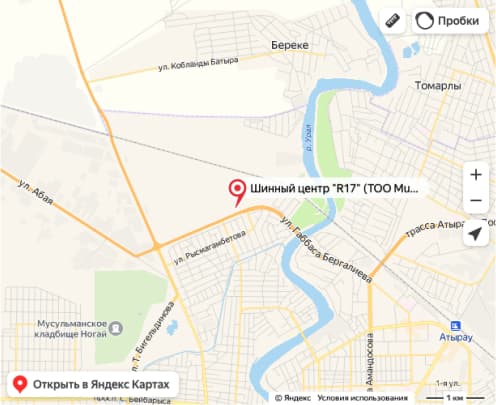 Пробки
Береке
ул. Кобланды Батыра
Томарлы
р. Урал
Шинный центр "R17" (ТОО Mu...
ул. Абая
ул. Габбаса Бергалиева
трасса Атырау
ул. Рысмагамбетова
Мусульманское
кладбище Ногай
ул. Т. Бигельдинова
Атырау
а Амандосова
1-я ул.
Открыть в Яндекс Картах
просп. С. Бейбарыса
© Яндекс Условия использования
1 км